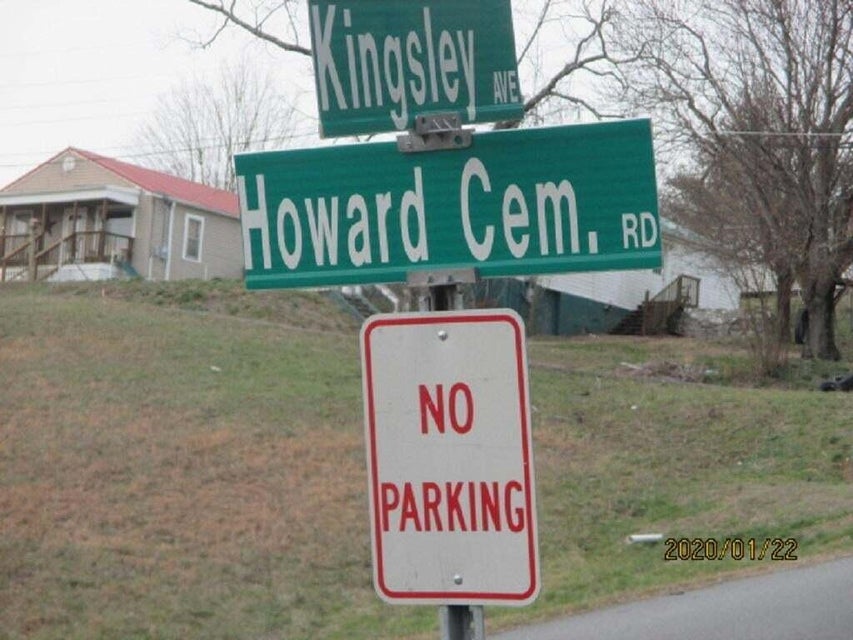 Kingsley AVE
Howard Cem. RD
NO
PARKING
2020/01/22